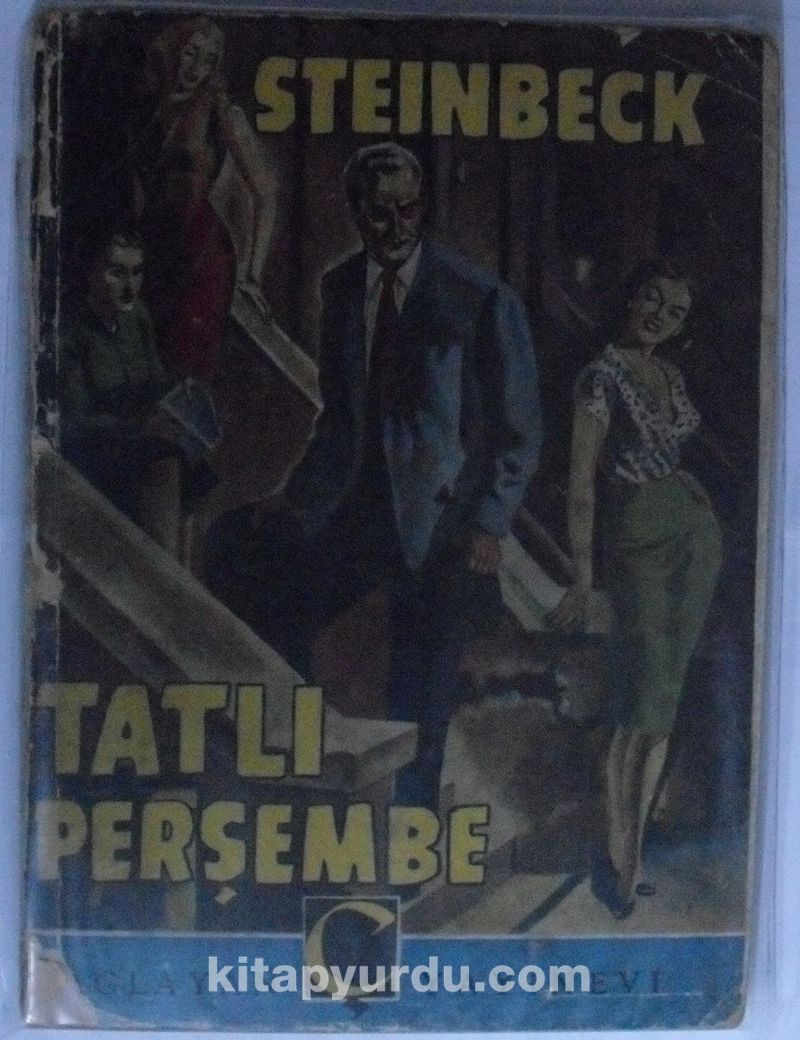 STEINBECK
TATLI
PERŞEMBE
Ç
kitapyurdu.com